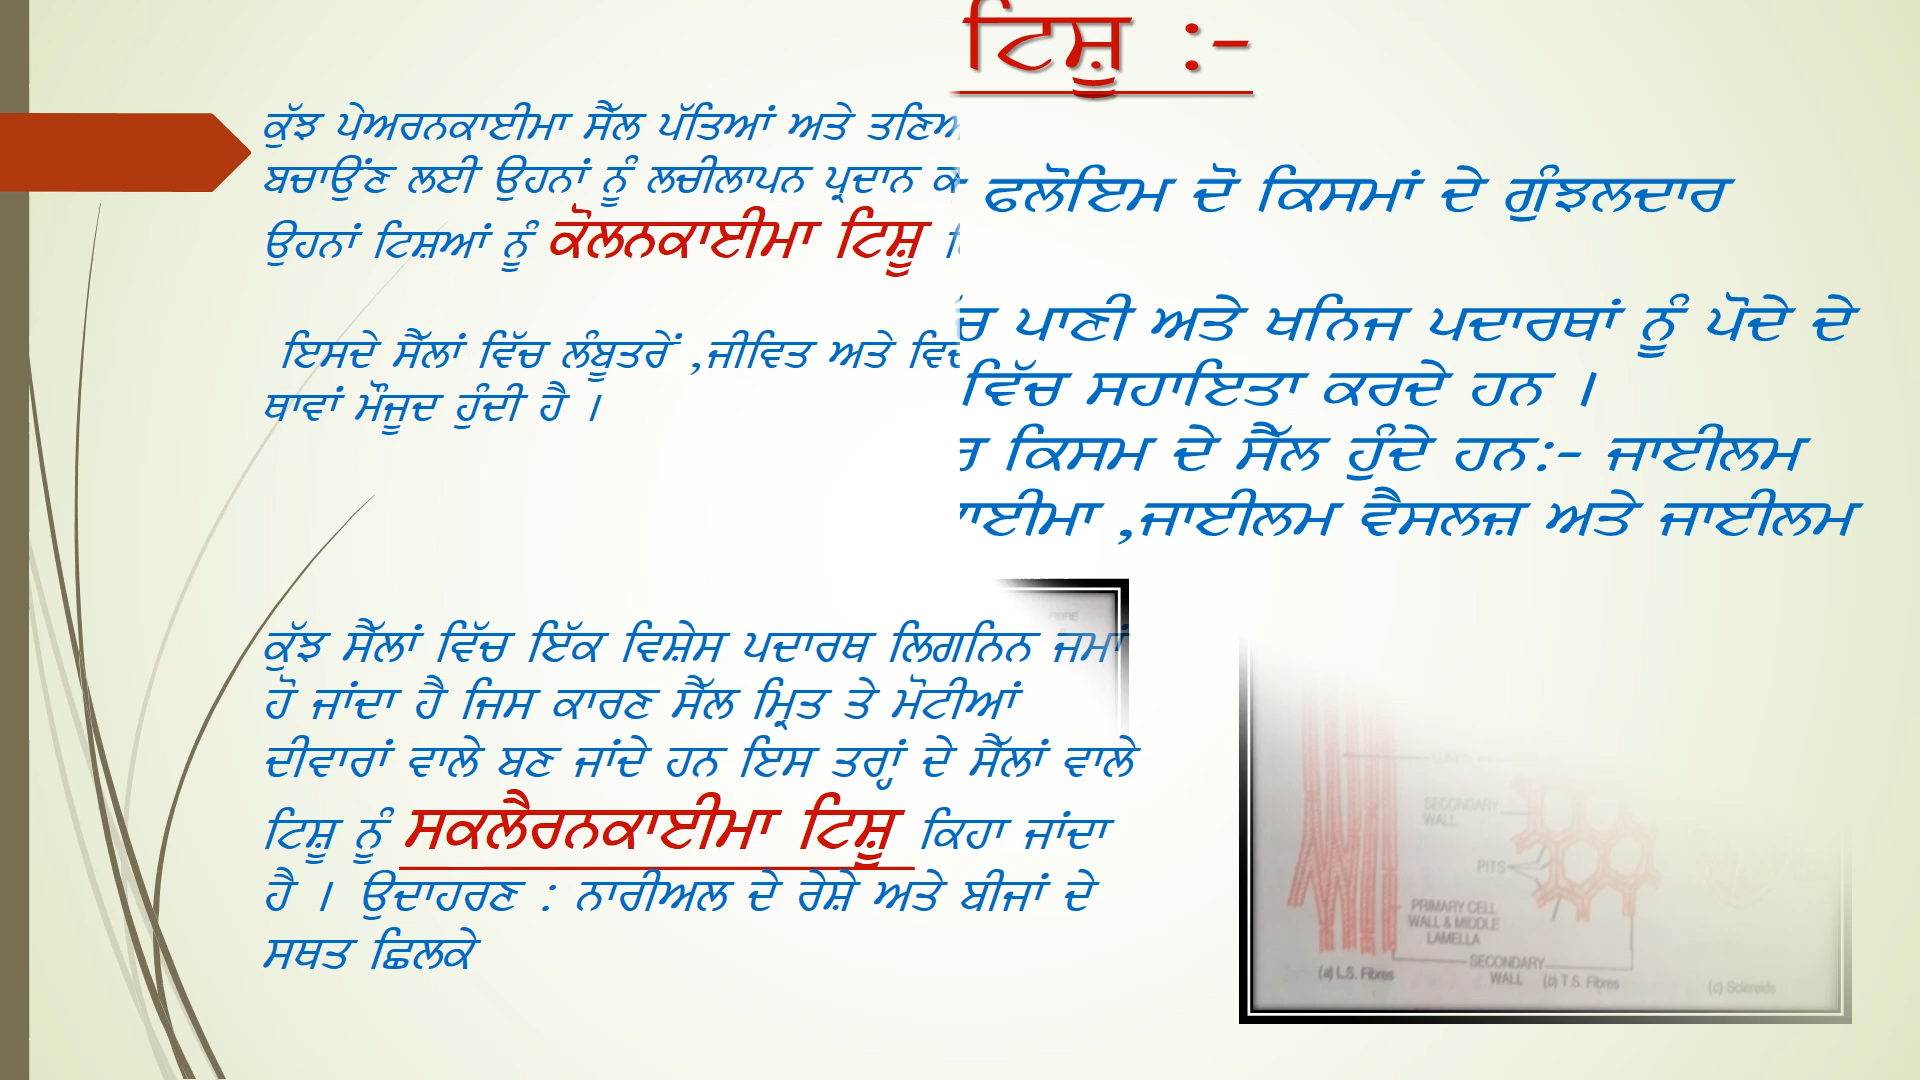 ਟਿਸ਼ੂ :-
ਕੁੱਝ ਪੇਅਰਨਕਾਈਮਾ ਸੈੱਲ ਪੱਤਿਆਂ ਅਤੇ
ਬਚਾਉਂਣ ਲਈ ਉਹਨਾਂ ਨੂੰ ਲਚੀਲਾਪਨ ਪ੍ਰਦਾਨ
ਉਹਨਾਂ ਟਿਸ਼ਆਂ ਨੂੰ ਕੋਲਨਕਾਈਮਾ ਟਿਸ਼ੂ
ਇਸਦੇ ਸੈੱਲਾਂ ਵਿੱਚ ਲੰਬੂਤਰੇਂ ,ਜੀਵਿਤ ਅਤੇ
ਥਾਵਾਂ ਮੌਜੂਦ ਹੁੰਦੀ ਹੈ ।
ਫਲੋਇਮ ਦੋ ਕਿਸਮਾਂ ਦੇ ਗੁੰਝਲਦਾਰ
ਪਾਣੀ ਅਤੇ ਖਨਿਜ ਪਦਾਰਥਾਂ ਨੂੰ ਪੋਦੇ ਦੇ
ਵਿੱਚ ਸਹਾਇਤਾ ਕਰਦੇ ਹਨ ।
ਕਿਸਮ ਦੇ ਸੈੱਲ ਹੁੰਦੇ ਹਨ:- ਜਾਈਲਮ
,ਜਾਈਲਮ ਵੈਸਲਜ਼ ਅਤੇ ਜਾਈਲਮ
ਕੁੱਝ ਸੈੱਲਾਂ ਵਿੱਚ ਇੱਕ ਵਿਸ਼ੇਸ ਪਦਾਰਥ ਲਿਗਨਿਨ ਜਮਾਂ
ਹੋ ਜਾਂਦਾ ਹੈ ਜਿਸ ਕਾਰਣ ਸੈੱਲ ਮ੍ਰਿਤ ਤੇ ਮੋਟੀਆਂ
ਦੀਵਾਰਾਂ ਵਾਲੇ ਬਣ ਜਾਂਦੇ ਹਨ ਇਸ ਤਰ੍ਹਾਂ ਦੇ ਸੈੱਲਾਂ ਵਾਲੇ
ਟਿਸ਼ੂ ਨੂੰ ਸਕਲੈਰਨਕਾਈਮਾ ਟਿਸ਼ੂ ਕਿਹਾ ਜਾਂਦਾ
ਹੈ । ਉਦਾਹਰਣ : ਨਾਰੀਅਲ ਦੇ ਰੇਸ਼ੇ ਅਤੇ ਬੀਜਾਂ ਦੇ
ਸਥਤ ਛਿਲਕੇ
FIBRE
SECONDARY
WALL
PITS
PRIMARY CELL
WALL & MIDDLE
LAMELLA
SECONDARY
WALL
(a) L.S. Fibres
(b) T.S. Fibres
(c) Sclereids